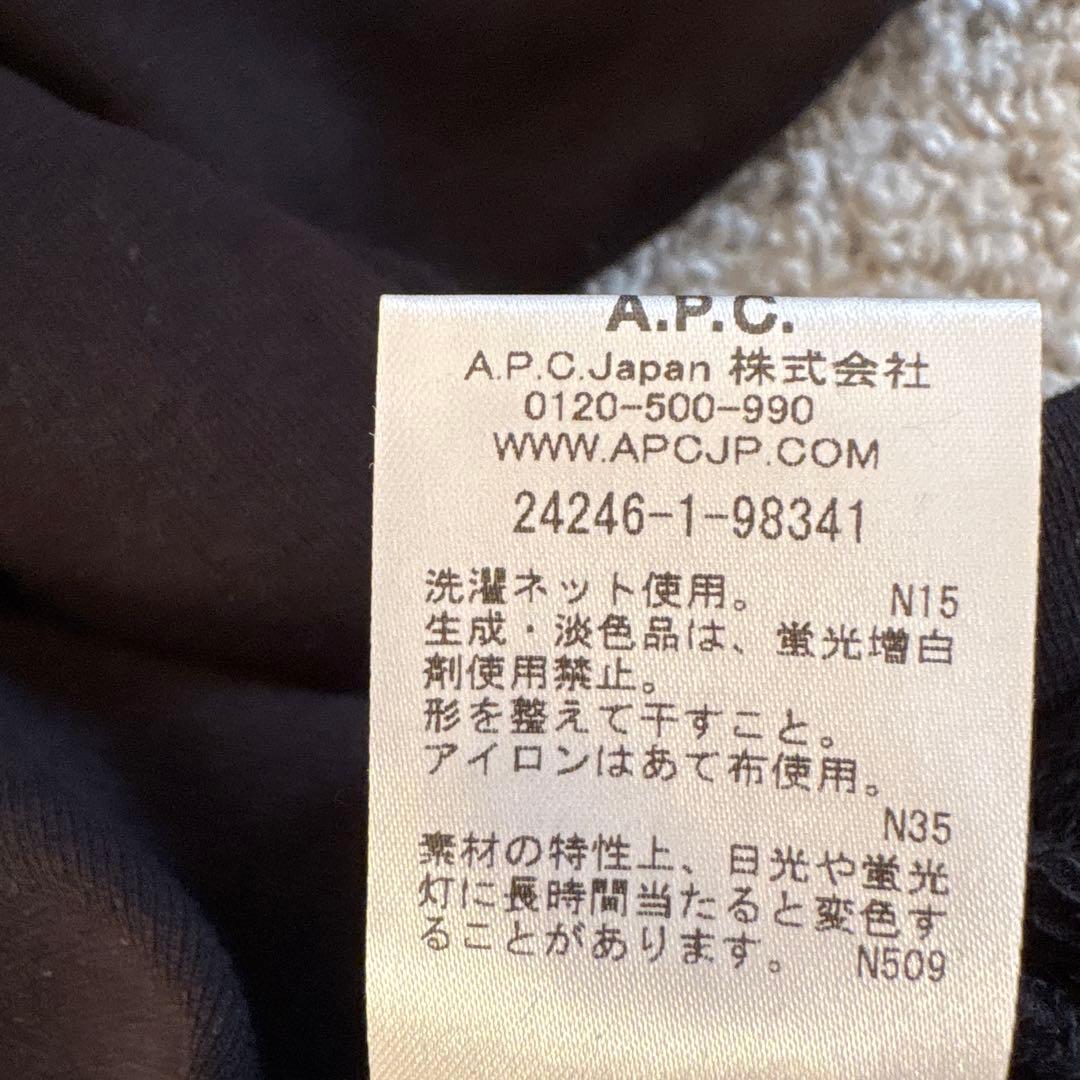 A.P.C.
A.P.C.Japan 株式会社
0120-500-990
WWW.APCJP.COM
24246-1-98341
洗濯ネット使用。 N15
生成・淡色品は、蛍光増白
剤使用禁止。
形を整えて干すこと。
アイロンはあて布使用。
N35
素材の特性上、日光や蛍光
灯に長時間当たると変色す
ることがあります。 N509